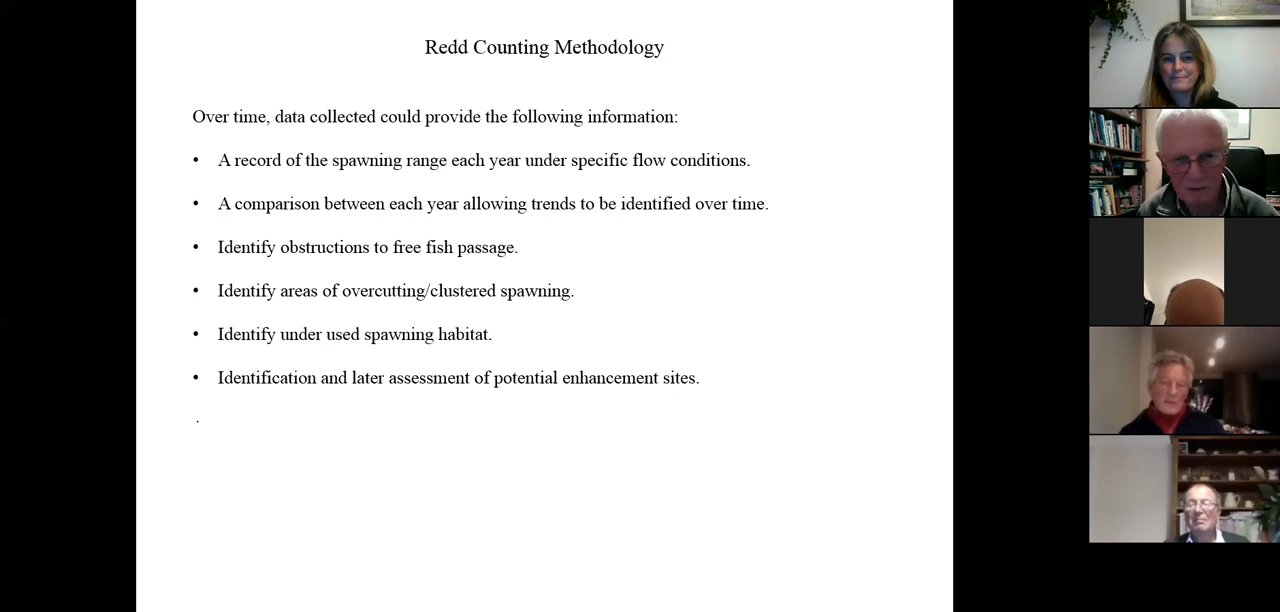 Redd Counting Methodology
Over time, data collected could provide the following information:
• A record of the spawning range each year under specific flow conditions.
• A comparison between each year allowing trends to be identified over time.
• Identify obstructions to free fish passage.
• Identify areas of overcutting/clustered spawning.
• Identify under used spawning habitat.
• Identification and later assessment of potential enhancement sites.
.